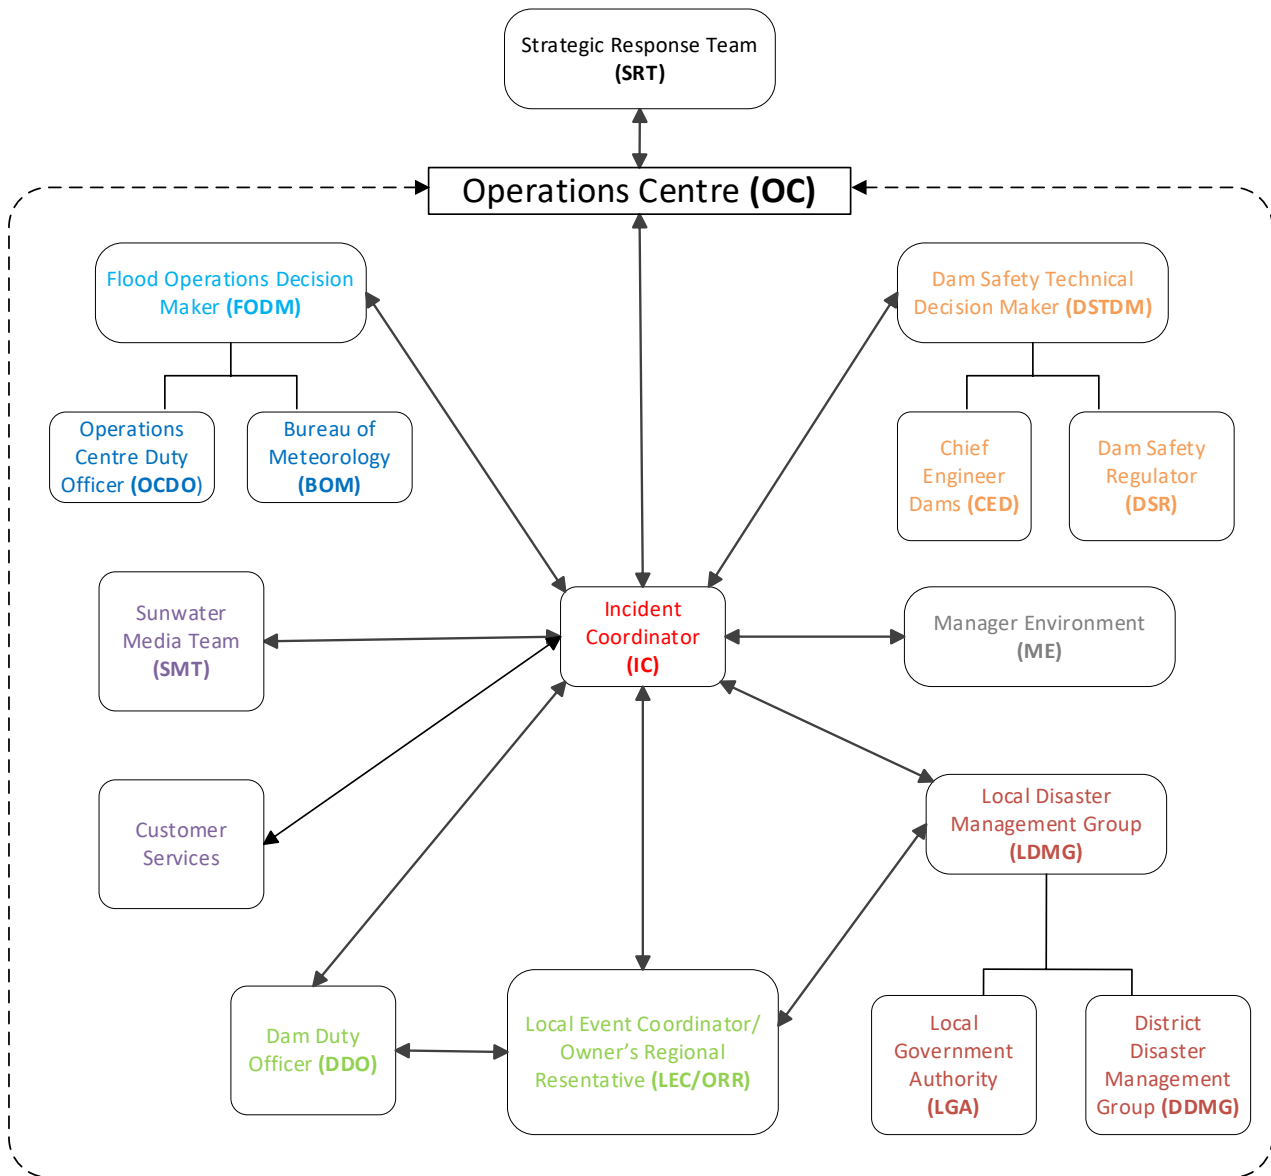 Strategic Response Team
(SRT)
Operations Centre (OC)
Flood Operations Decision
Maker (FODM)
Dam Safety Technical
Decision Maker (DSTDM)
Operations
Centre Duty
Officer (OCDO)
Bureau of
Meteorology
(BOM)
Chief
Engineer
Dams (CED)
Dam Safety
Regulator
(DSR)
Sunwater
Media Team
(SMT)
Incident
Coordinator
(IC)
Manager Environment
(ME)
Customer
Services
Local Disaster
Management Group
(LDMG)
Dam Duty
Officer (DDO)
Local Event Coordinator/
Owner’s Regional
Resentative (LEC/ORR)
Local
Government
Authority
(LGA)
District
Disaster
Management
Group (DDMG)